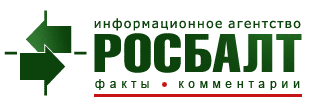 информационное агентство
РОСБАЛТ
факты • комментарии